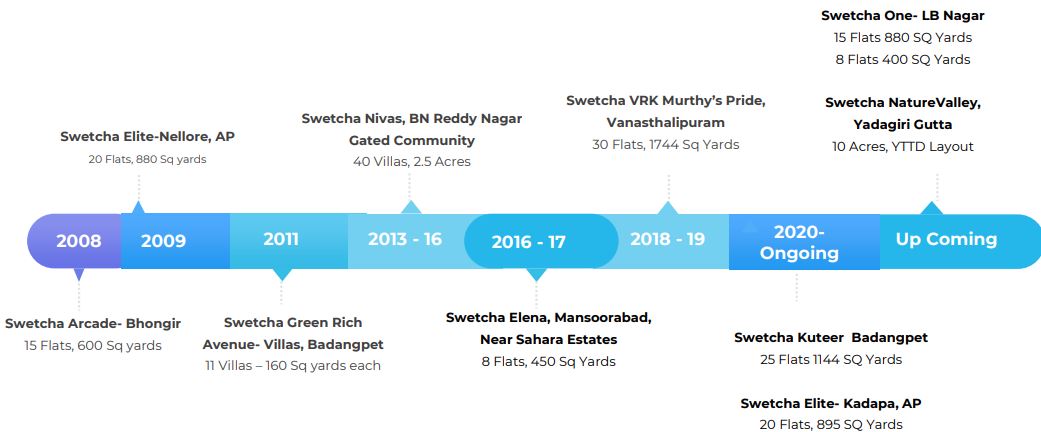 Swetcha One- LB Nagar
15 Flats 880 SQ Yards
8 Flats 400 SQ Yards
Swetcha Elite-Nellore, AP
20 Flats, 880 Sq yards
Swetcha Nivas, BN Reddy Nagar
Gated Community
40 Villas, 2.5 Acres
Swetcha VRK Murthy’s Pride,
Vanasthalipuram
30 Flats, 1744 Sq Yards
Swetcha NatureValley,
Yadagiri Gutta
10 Acres, YTTD Layout
2008
2009
2011
2013 - 16
2016 - 17
2018 - 19
2020-
Ongoing
Up Coming
Swetcha Arcade- Bhongir
15 Flats, 600 Sq yards
Swetcha Green Rich
Avenue- Villas, Badangpet
11 Villas – 160 Sq yards each
Swetcha Elena, Mansoorabad,
Near Sahara Estates
8 Flats, 450 Sq Yards
Swetcha Kuteer Badangpet
25 Flats 1144 SQ Yards
Swetcha Elite- Kadapa, AP
20 Flats, 895 SQ Yards